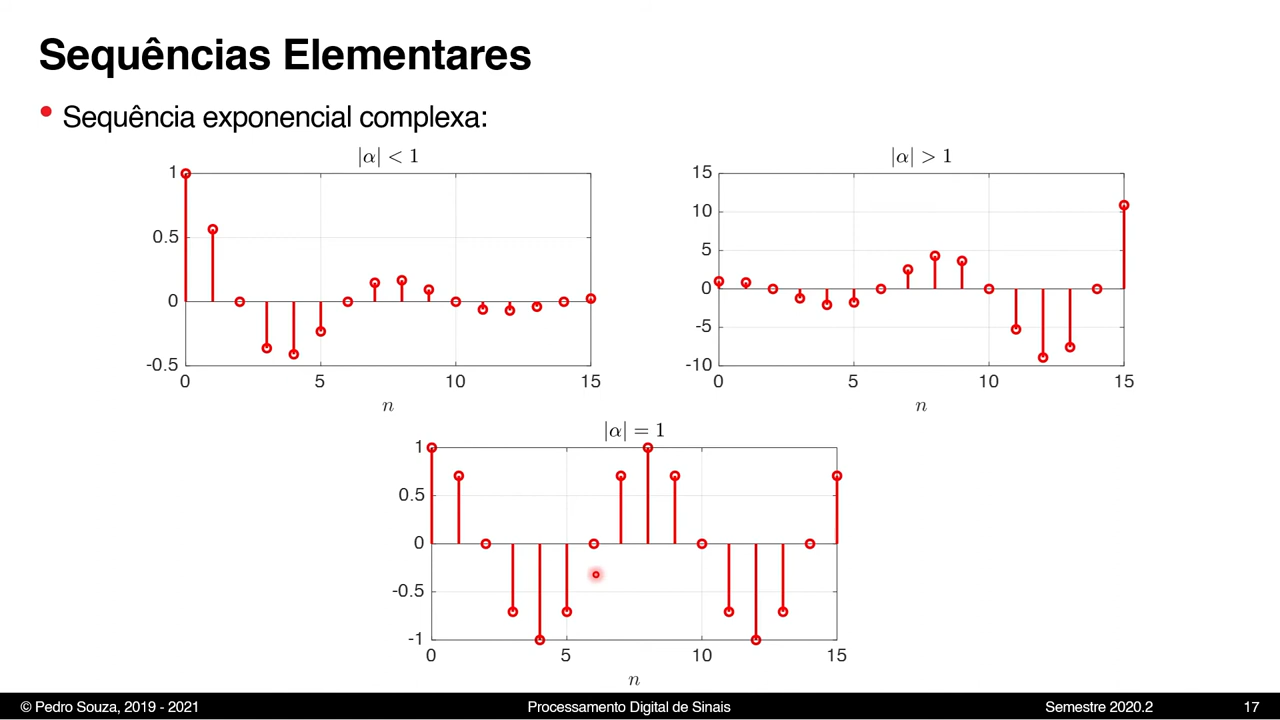 Sequências Elementares
Sequência exponencial complexa:
|α| < 1
1
0.5
0
-0.5
0 5 10 15
n
|α| > 1
15
10
5
0
-5
-10
0 5 10 15
n
|α| = 1
1
0.5
0
-0.5
-1
0 5 10 15
n
© Pedro Souza, 2019 - 2021 Processamento Digital de Sinais Semestre 2020.2 17